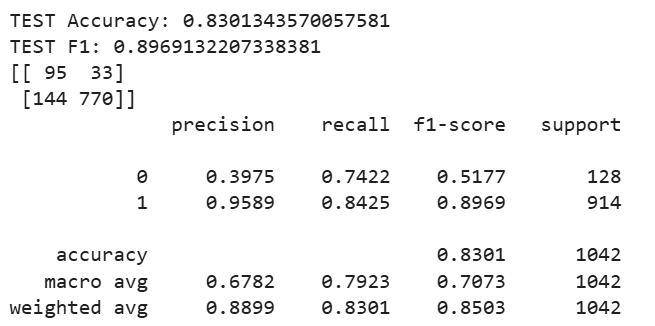 TEST Accuracy: 0.8301343570057581
TEST F1: 0.8969132207338381
[[ 95  33]
 [144 770]]
              precision    recall  f1-score   support

           0     0.3975    0.7422    0.5177       128
           1     0.9589    0.8425    0.8969       914

    accuracy                         0.8301      1042
   macro avg     0.6782    0.7923    0.7073      1042
weighted avg     0.8899    0.8301    0.8503      1042